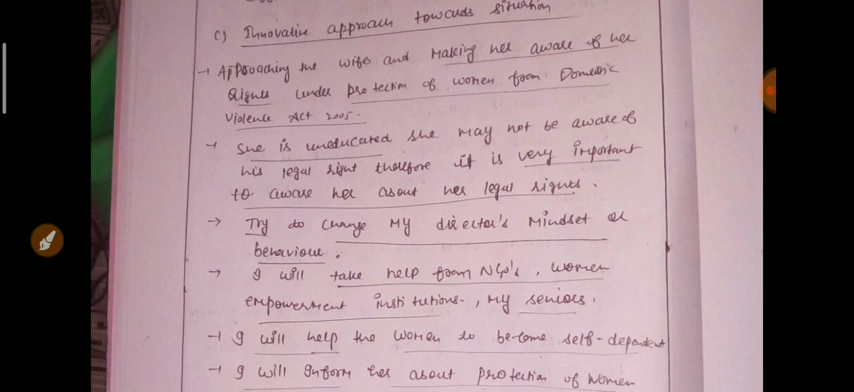 c) Innovative approach towards situation
→ Approaching the wife and Making her aware of her
Rights under protection of women from Domestic
Violence Act 2005.
→ She is uneducated she May not be aware of
his legal right therefore it is very important
to aware her about her legal rights.
→ Try to change My director's Mindset or
behaviour.
→ I will take help from NGO's, women
empowerment institutions, My seniors.
→ I will help the women to become self-dependent
→ I will Inform her about protection of women